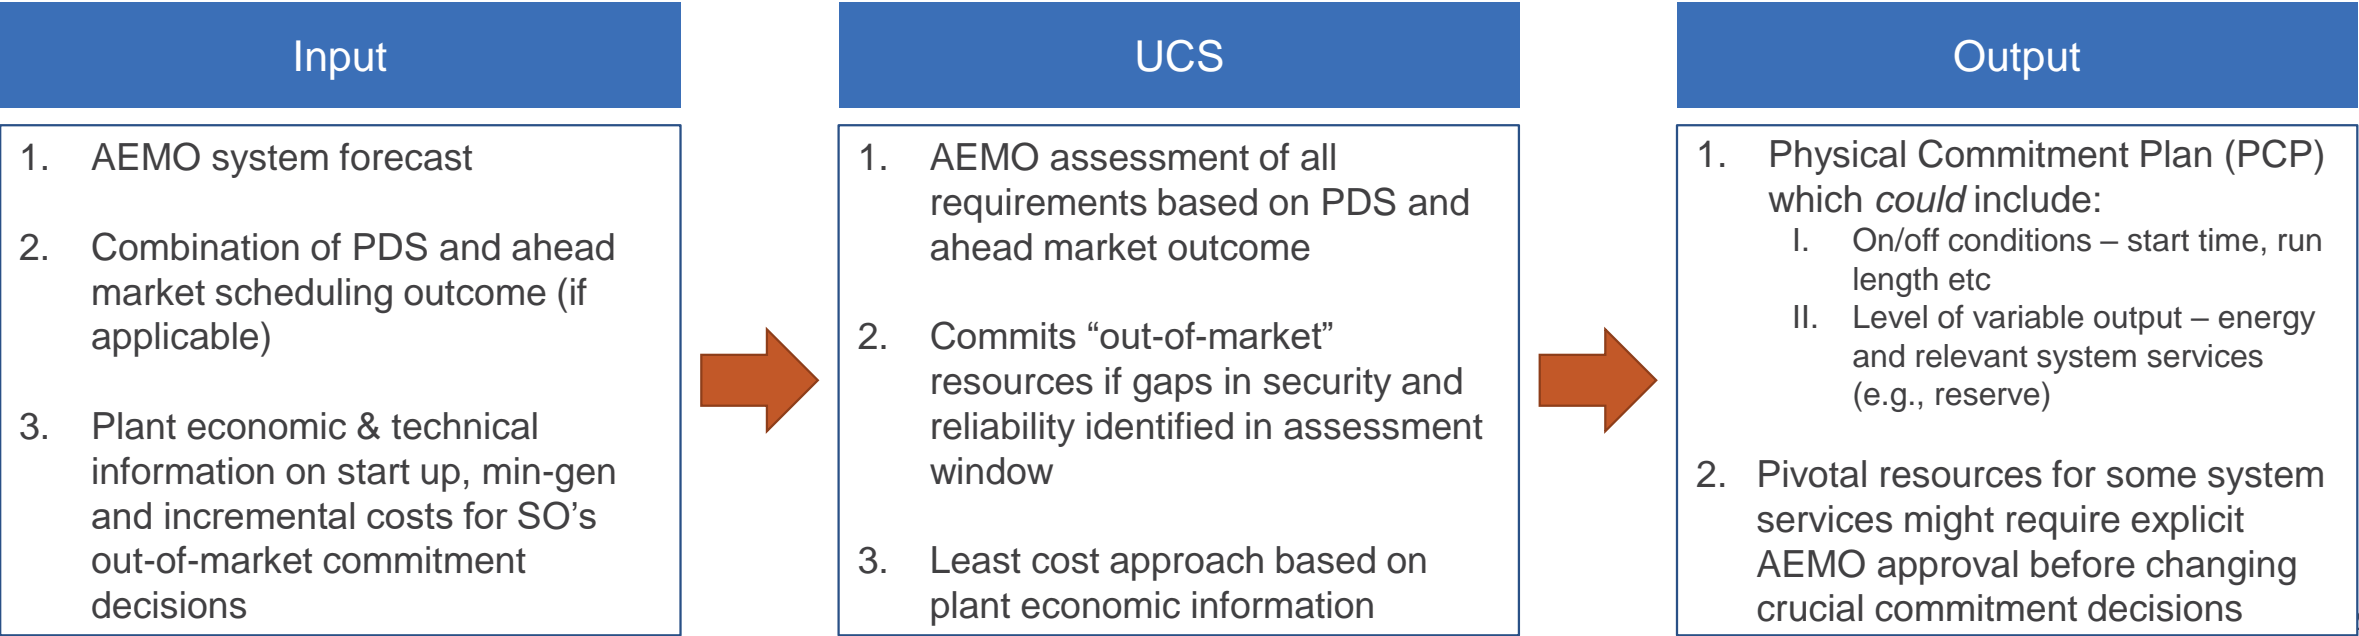 Input
1. AEMO system forecast
2. Combination of PDS and ahead
market scheduling outcome (if
applicable)
3. Plant economic & technical
information on start up, min-gen
and incremental costs for SO’s
out-of-market commitment
decisions
UCS
1. AEMO assessment of all
requirements based on PDS and
ahead market outcome
2. Commits “out-of-market”
resources if gaps in security and
reliability identified in assessment
window
3. Least cost approach based on
plant economic information
Output
1. Physical Commitment Plan (PCP)
which could include:
I. On/off conditions – start time, run
length etc
II. Level of variable output – energy
and relevant system services
(e.g., reserve)
2. Pivotal resources for some system
services might require explicit
AEMO approval before changing
crucial commitment decisions